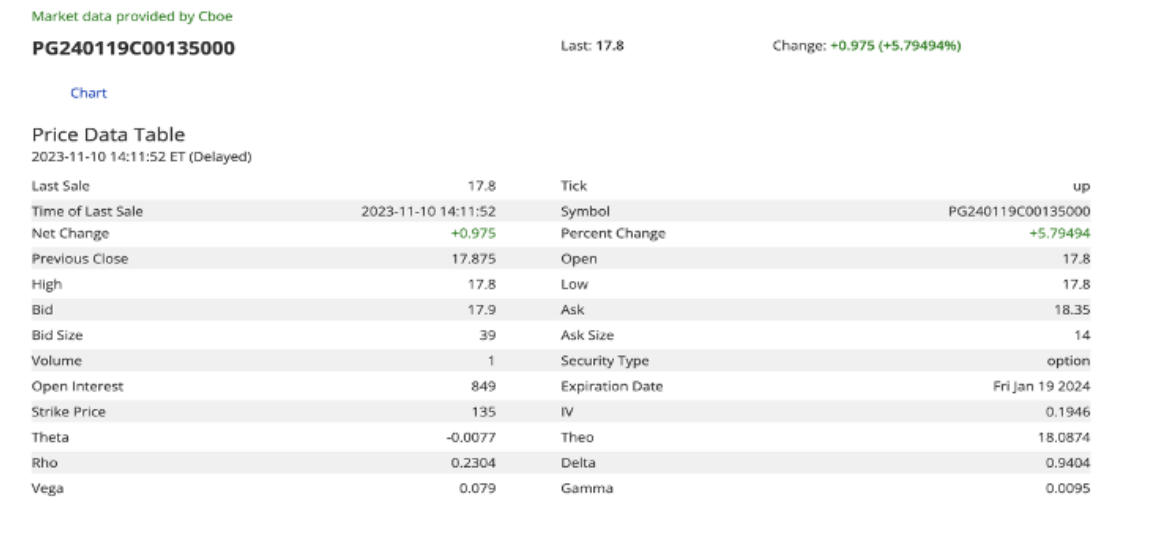 Market data provided by Cboe
PG240119C00135000 Last: 17.8 Change: +0.975 (+5.79494%)
Chart
Price Data Table
2023-11-10 14:11:52 ET (Delayed)
Last Sale 17.8 Tick up
Time of Last Sale 2023-11-10 14:11:52 Symbol PG240119C00135000
Net Change +0.975 Percent Change +5.79494
Previous Close 17.875 Open 17.8
High 17.8 Low 17.8
Bid 17.9 Ask 18.35
Bid Size 39 Ask Size 14
Volume 1 Security Type option
Open Interest 849 Expiration Date Fri Jan 19 2024
Strike Price 135 IV 0.1946
Theta -0.0077 Theo 18.0874
Rho 0.2304 Delta 0.9404
Vega 0.079 Gamma 0.0095